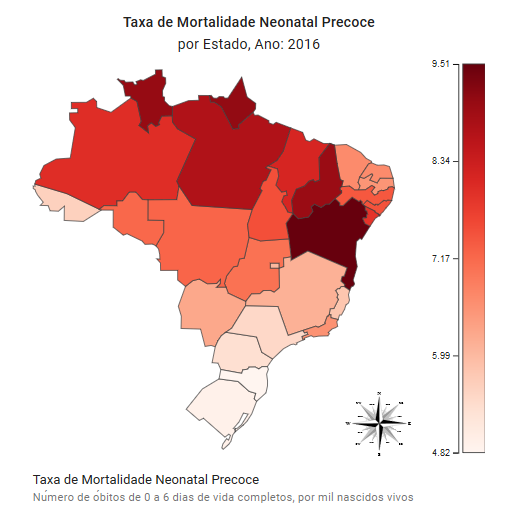 Taxa de Mortalidade Neonatal Precoce
por Estado, Ano: 2016
9.51
8.34
7.17
5.99
4.82
Taxa de Mortalidade Neonatal Precoce
Número de óbitos de 0 a 6 dias de vida completos, por mil nascidos vivos